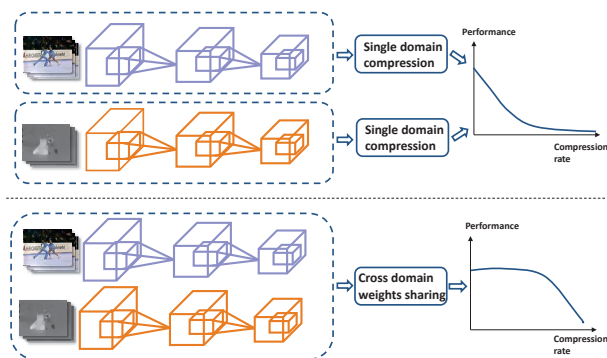 Performance
Single domain
compression
Single domain
compression
Compression
rate
Performance
Cross domain
weights sharing
Compression
rate